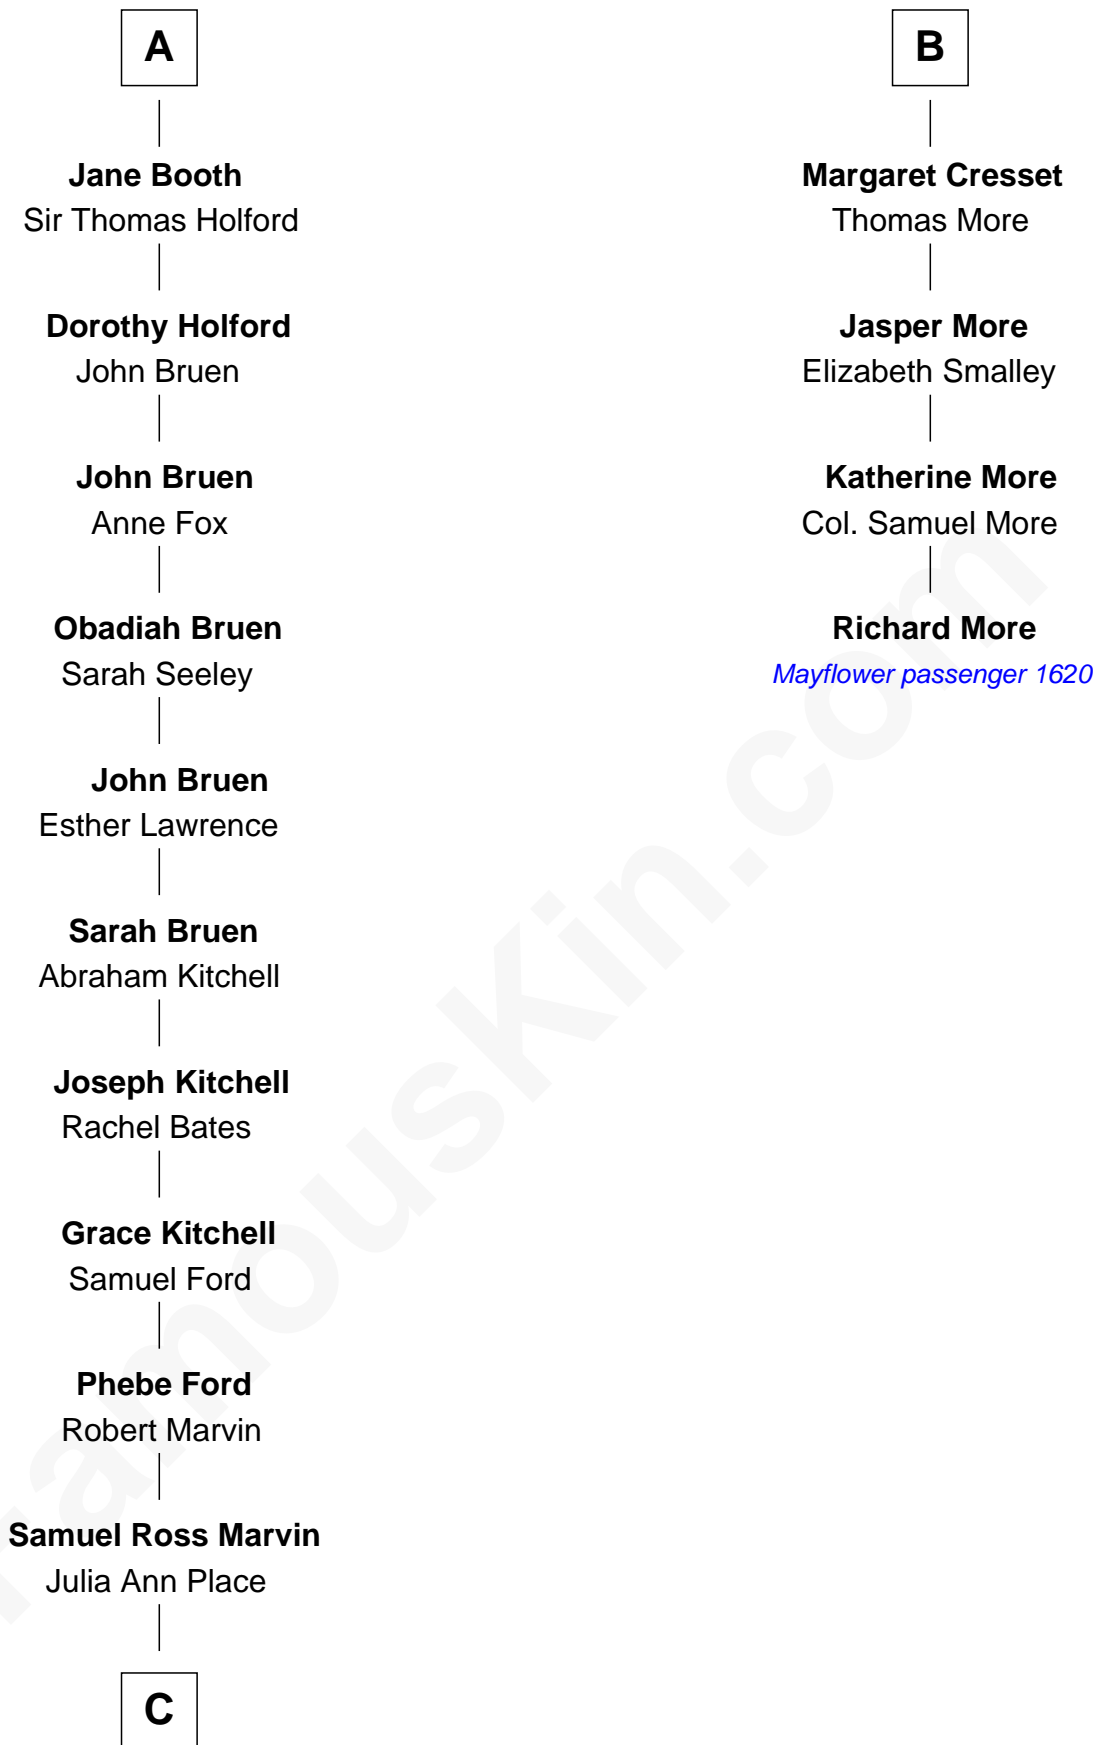 A
Jane Booth
Sir Thomas Holford
Dorothy Holford
John Bruen
John Bruen
Anne Fox
Obadiah Bruen
Sarah Seeley
John Bruen
Esther Lawrence
Sarah Bruen
Abraham Kitchell
Joseph Kitchell
Rachel Bates
Grace Kitchell
Samuel Ford
Phebe Ford
Robert Marvin
Samuel Ross Marvin
Julia Ann Place
C
B
Margaret Cresset
Thomas More
Jasper More
Elizabeth Smalley
Katherine More
Col. Samuel More
Richard More
Mayflower passenger 1620
FamousKin.com